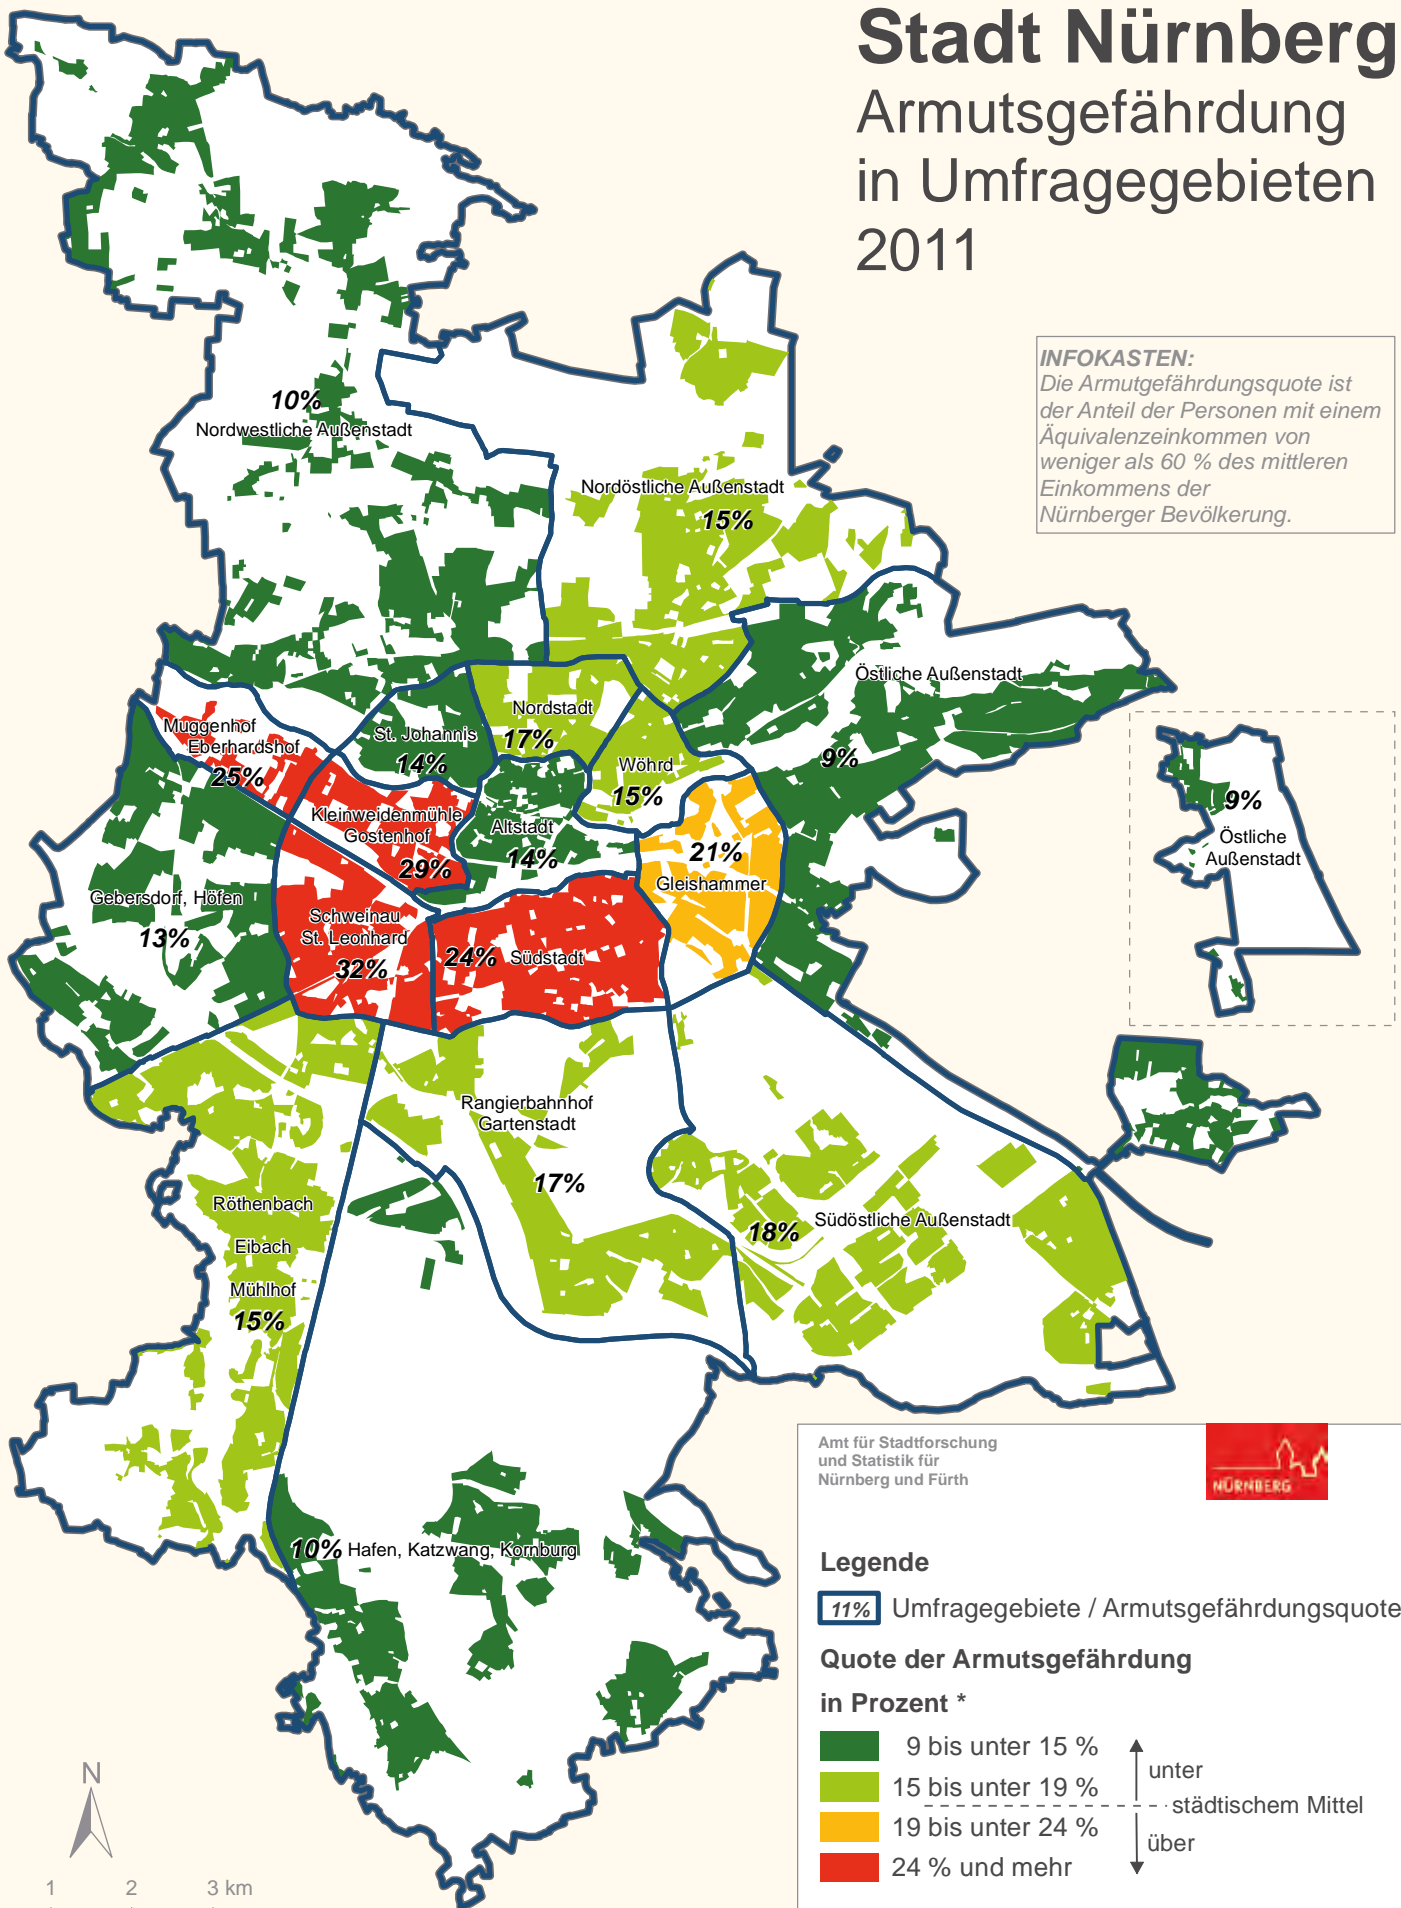 Stadt Nürnberg
Armutsgefährdung
in Umfragegebieten
2011
INFOKASTEN:
Die Armutgefährdungsquote ist
der Anteil der Personen mit einem
Äquivalenzeinkommen von
weniger als 60 % des mittleren
Einkommens der
Nürnberger Bevölkerung.
10%
Nordwestliche Außenstadt
Nordöstliche Außenstadt
15%
Östliche Außenstadt
9%
Nordstadt
17%
St. Johannis
14%
Muggenhof
Eberhardshof
25%
Wöhrd
15%
Kleinweidenmühle
Gostenhof
29%
Altstadt
14%
21%
Gleishammer
9%
Östliche
Außenstadt
Gebersdorf, Höfen
13%
Schweinau
St. Leonhard
32%
24% Südstadt
Rangierbahnhof
Gartenstadt
17%
18% Südöstliche Außenstadt
Röthenbach
Eibach
Mühlhof
15%
10% Hafen, Katzwang, Kornburg
Amt für Stadtforschung
und Statistik für
Nürnberg und Fürth
NÜRNBERG
Legende
11% Umfragegebiete / Armutsgefährdungsquote
Quote der Armutsgefährdung
in Prozent *
9 bis unter 15 %
15 bis unter 19 %
19 bis unter 24 %
24 % und mehr
unter
städtischem Mittel
über
N
1 2 3 km